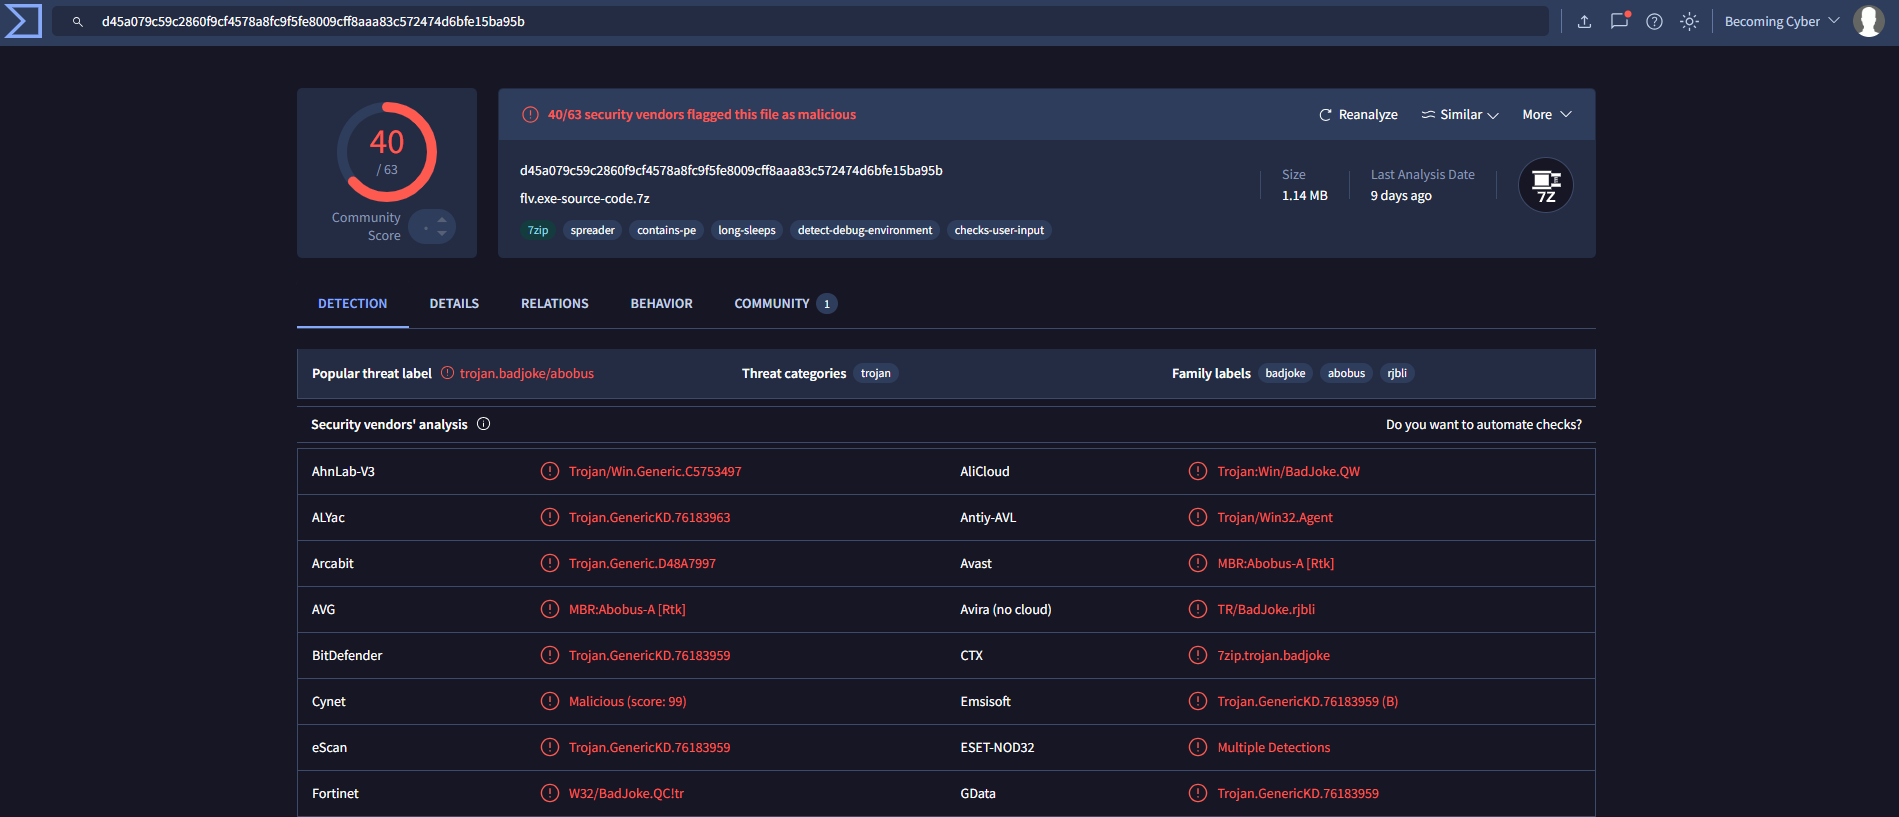 d45a079c59c2860f9cf4578a8fc9f5fe8009cff8aaa83c572474d6bfe15ba95b
Becoming Cyber
40
/ 63
Community
Score
40/63 security vendors flagged this file as malicious
Reanalyze
Similar
More
d45a079c59c2860f9cf4578a8fc9f5fe8009cff8aaa83c572474d6bfe15ba95b
flv.exe-source-code.7z
Size
1.14 MB
Last Analysis Date
9 days ago
7Z
7zip spreader contains-pe long-sleeps detect-debug-environment checks-user-input
DETECTION DETAILS RELATIONS BEHAVIOR COMMUNITY 1
Popular threat label trojan.badjoke/abobus Threat categories trojan Family labels badjoke abobus rjbli
Security vendors' analysis Do you want to automate checks?
AhnLab-V3 Trojan/Win.Generic.C5753497 AliCloud Trojan:Win/BadJoke.QW
ALYac Trojan.GenericKD.76183963 Antiy-AVL Trojan/Win32.Agent
Arcabit Trojan.Generic.D48A7997 Avast MBR:Abobus-A [Rtk]
AVG MBR:Abobus-A [Rtk] Avira (no cloud) TR/BadJoke.rjbli
BitDefender Trojan.GenericKD.76183959 CTX 7zip.trojan.badjoke
Cynet Malicious (score: 99) Emsisoft Trojan.GenericKD.76183959 (B)
eScan Trojan.GenericKD.76183959 ESET-NOD32 Multiple Detections
Fortinet W32/BadJoke.QC!tr GData Trojan.GenericKD.76183959